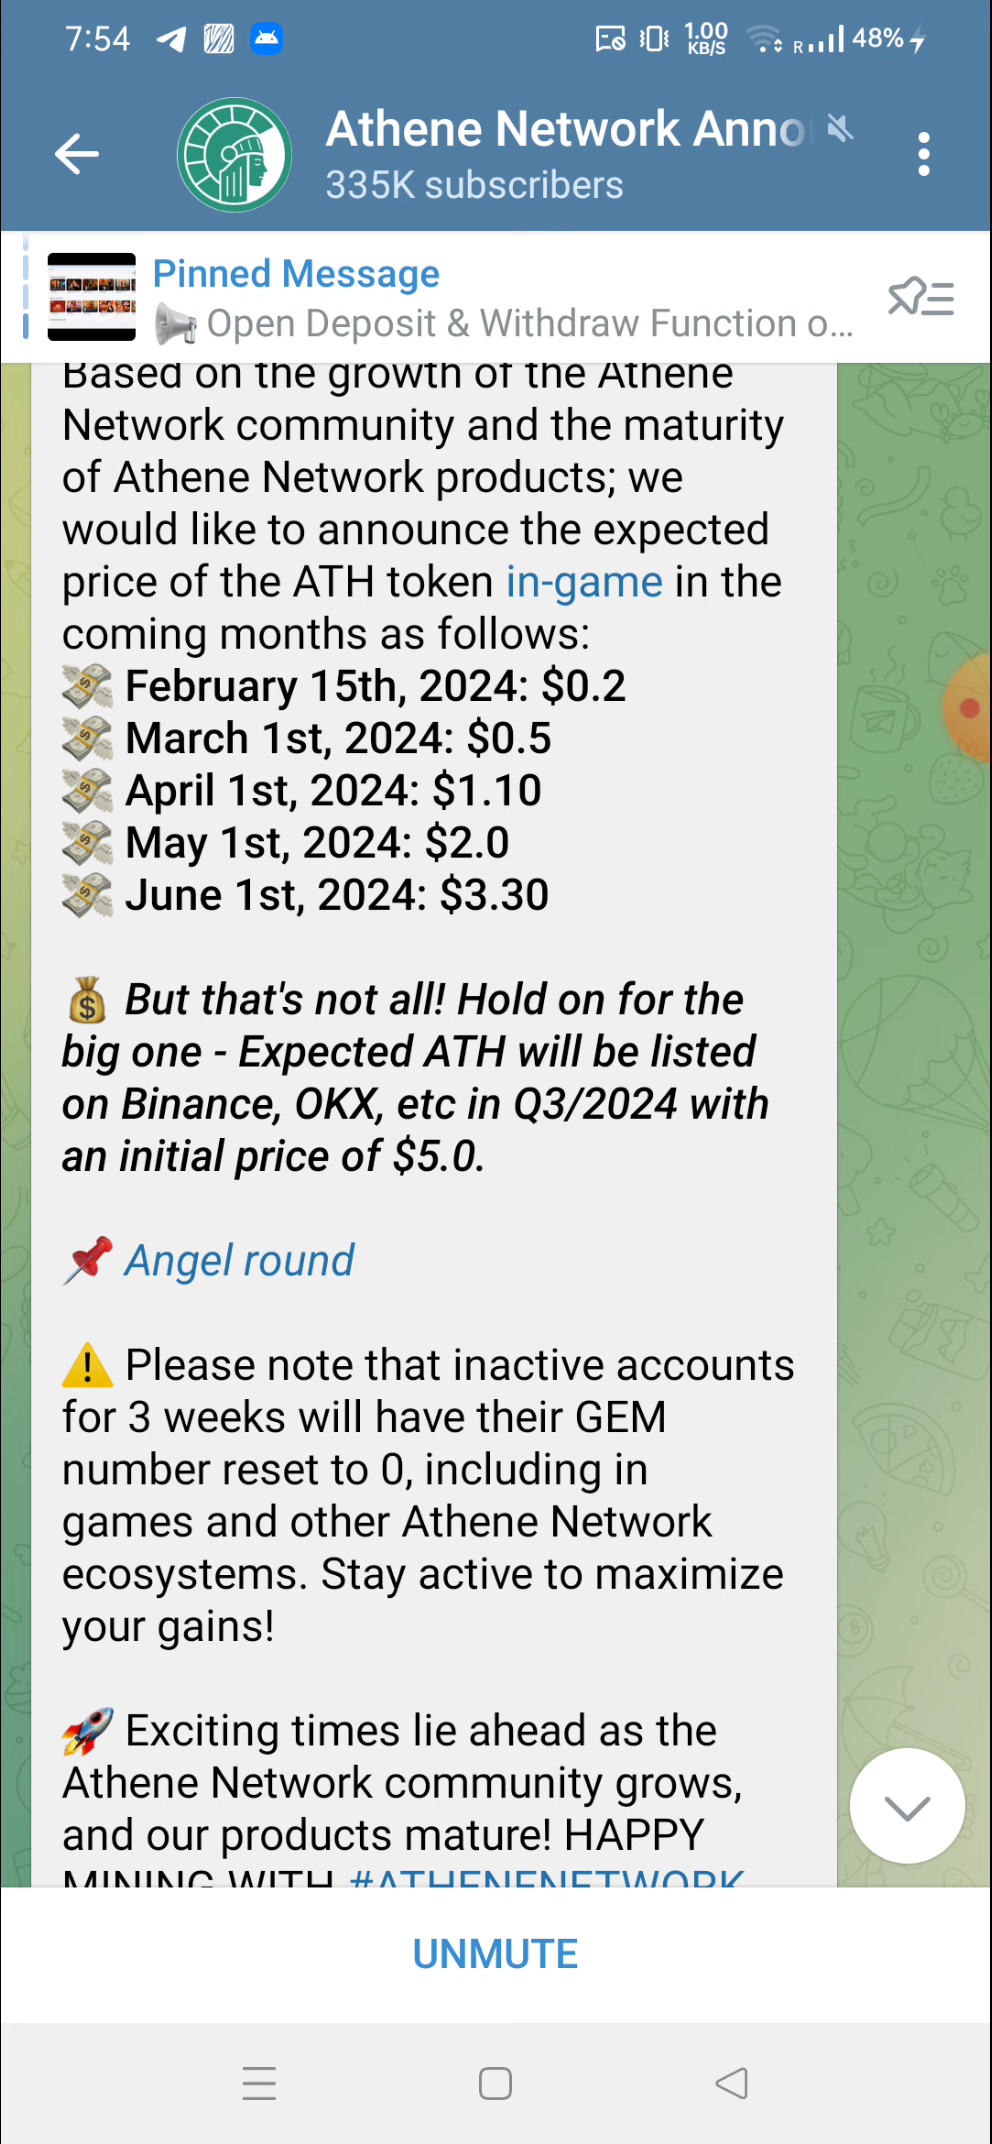 7:54 1.00 KB/S R 48%
Athene Network Anno
335K subscribers
Pinned Message
Open Deposit & Withdraw Function o...
Based on the growth of the Athene
Network community and the maturity
of Athene Network products; we
would like to announce the expected
price of the ATH token in-game in the
coming months as follows:
💸 February 15th, 2024: $0.2
💸 March 1st, 2024: $0.5
💸 April 1st, 2024: $1.10
💸 May 1st, 2024: $2.0
💸 June 1st, 2024: $3.30
💰 But that's not all! Hold on for the
big one - Expected ATH will be listed
on Binance, OKX, etc in Q3/2024 with
an initial price of $5.0.
📌 Angel round
⚠️ Please note that inactive accounts
for 3 weeks will have their GEM
number reset to 0, including in
games and other Athene Network
ecosystems. Stay active to maximize
your gains!
🚀 Exciting times lie ahead as the
Athene Network community grows,
and our products mature! HAPPY
MINING WITH #ATHENENETWORK
UNMUTE